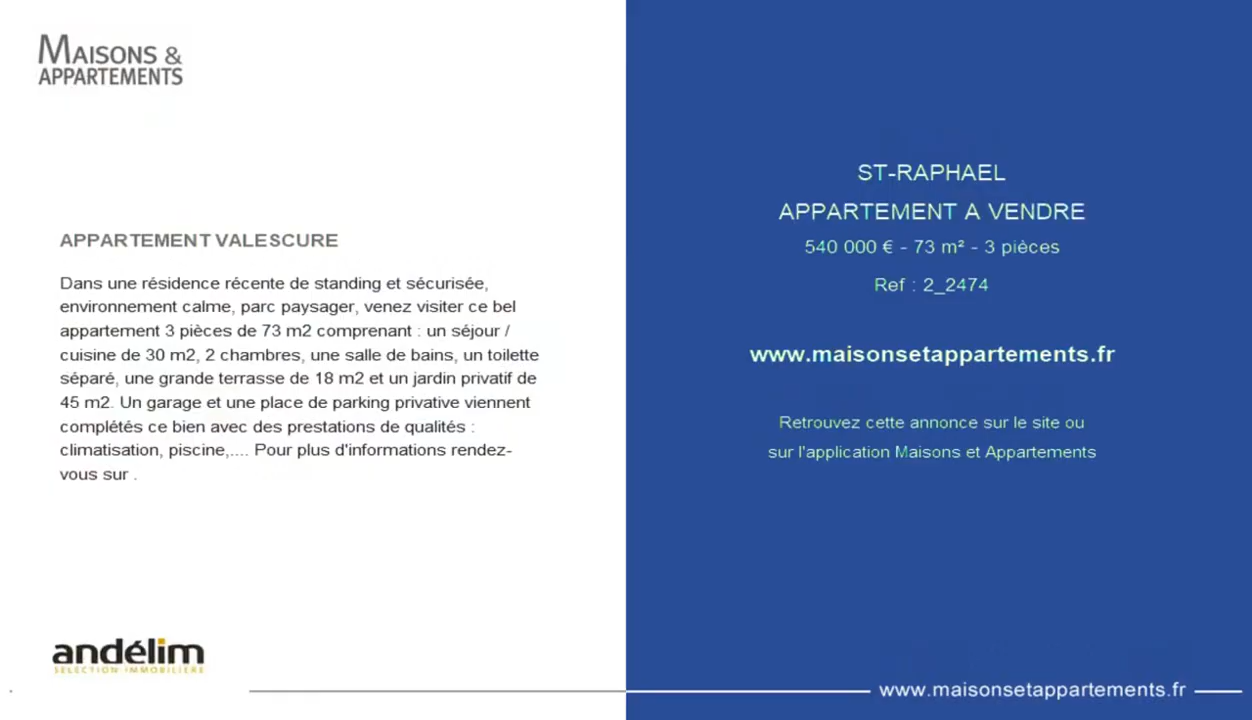 MAISONS &
APPARTEMENTS
APPARTEMENT VALESCURE
Dans une résidence récente de standing et sécurisée,
environnement calme, parc paysager, venez visiter ce bel
appartement 3 pièces de 73 m2 comprenant : un séjour /
cuisine de 30 m2, 2 chambres, une salle de bains, un toilette
séparé, une grande terrasse de 18 m2 et un jardin privatif de
45 m2. Un garage et une place de parking privative viennent
complétés ce bien avec des prestations de qualités :
climatisation, piscine,.... Pour plus d'informations rendez-
vous sur .
andélim
SELECTION IMMOBILIERE
ST-RAPHAEL
APPARTEMENT A VENDRE
540 000 € - 73 m² - 3 pièces
Ref : 2_2474
www.maisonsetappartements.fr
Retrouvez cette annonce sur le site ou
sur l'application Maisons et Appartements
www.maisonsetappartements.fr